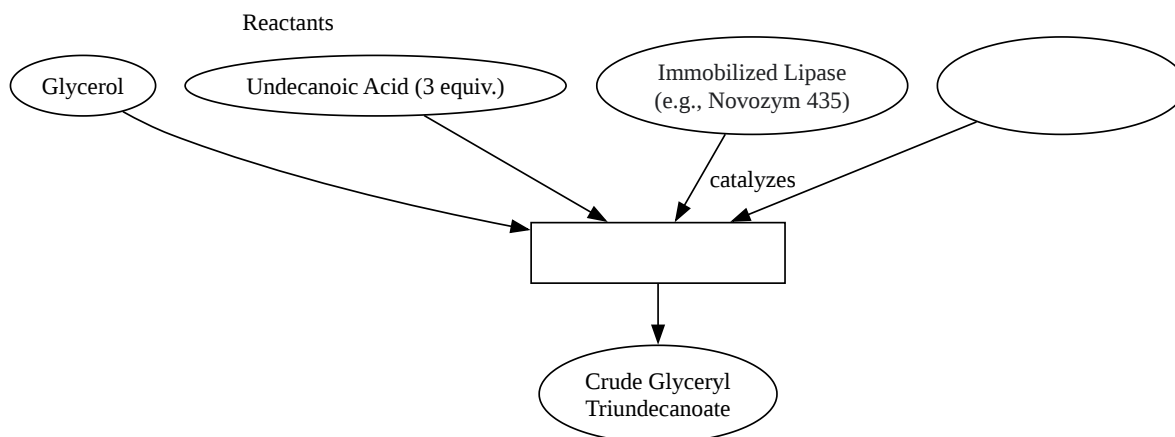 Reactants
Glycerol
Undecanoic Acid (3 equiv.)
Immobilized Lipase
(e.g., Novozym 435)
catalyzes
Crude Glyceryl
Triundecanoate